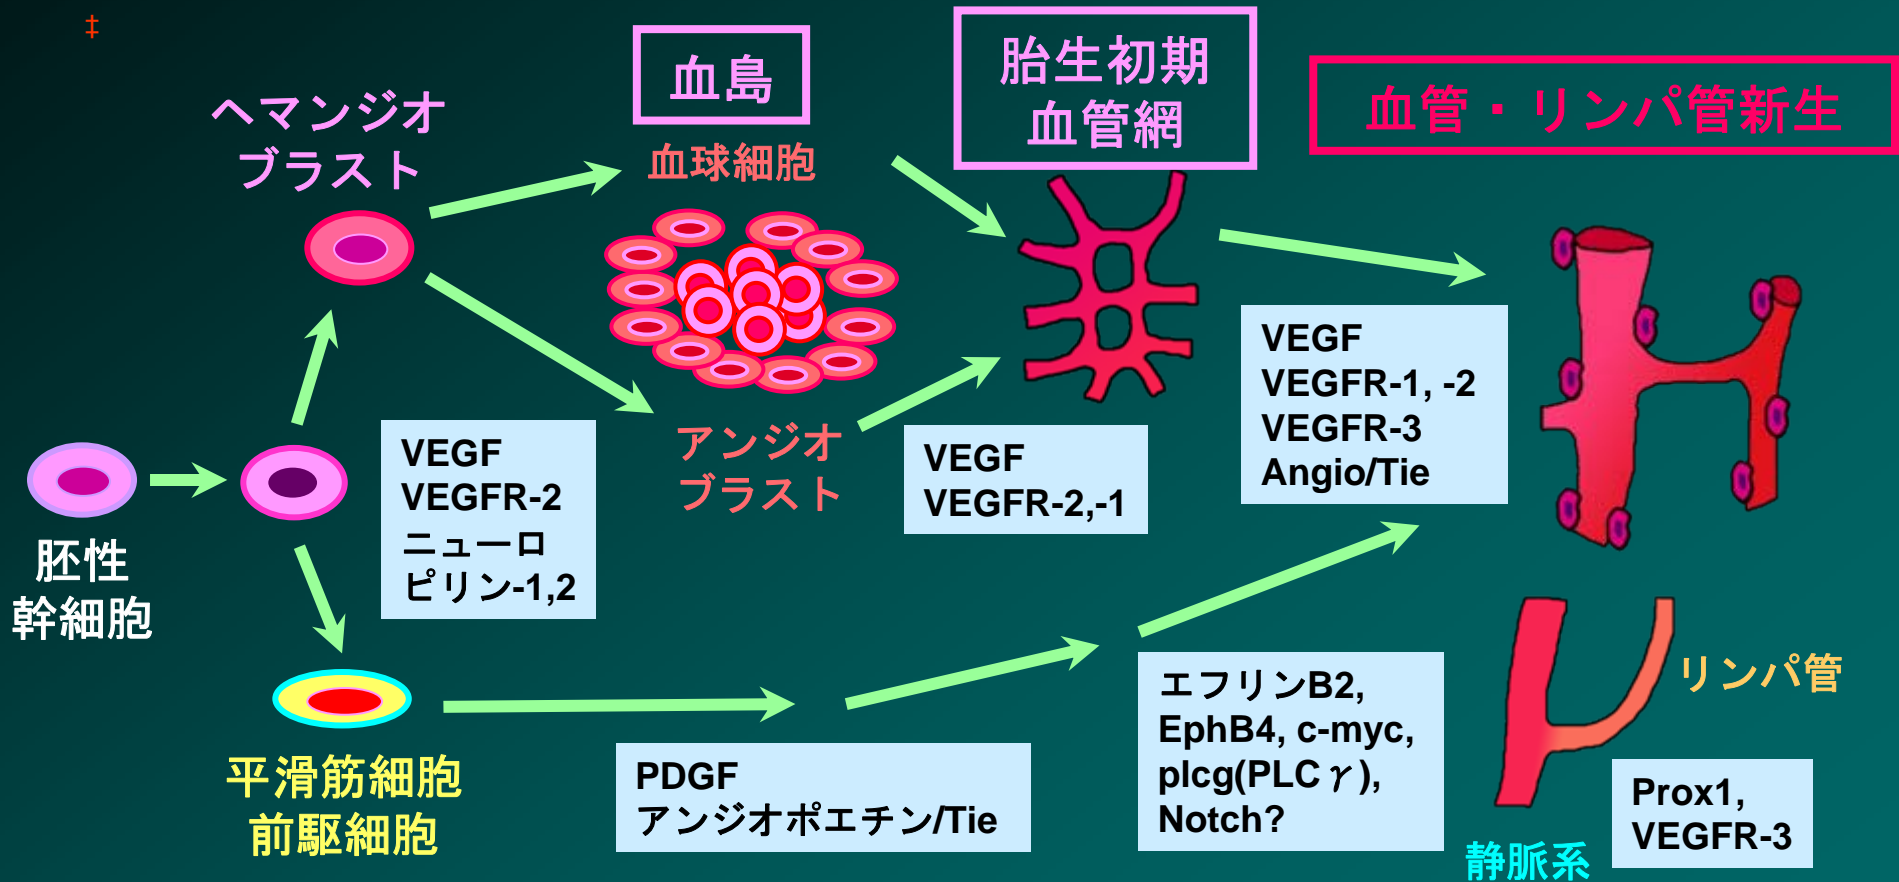 ‡
血島
胎生初期
血管網
血管・リンパ管新生
ヘマンジオ
ブラスト
血球細胞
アンジオ
ブラスト
VEGF
VEGFR-2
ニューロ
ピリン-1,2
VEGF
VEGFR-2,-1
VEGF
VEGFR-1, -2
VEGFR-3
Angio/Tie
胚性
幹細胞
平滑筋細胞
前駆細胞
PDGF
アンジオポエチン/Tie
エフリンB2,
EphB4, c-myc,
plcg(PLCγ),
Notch?
リンパ管
Prox1,
VEGFR-3
静脈系